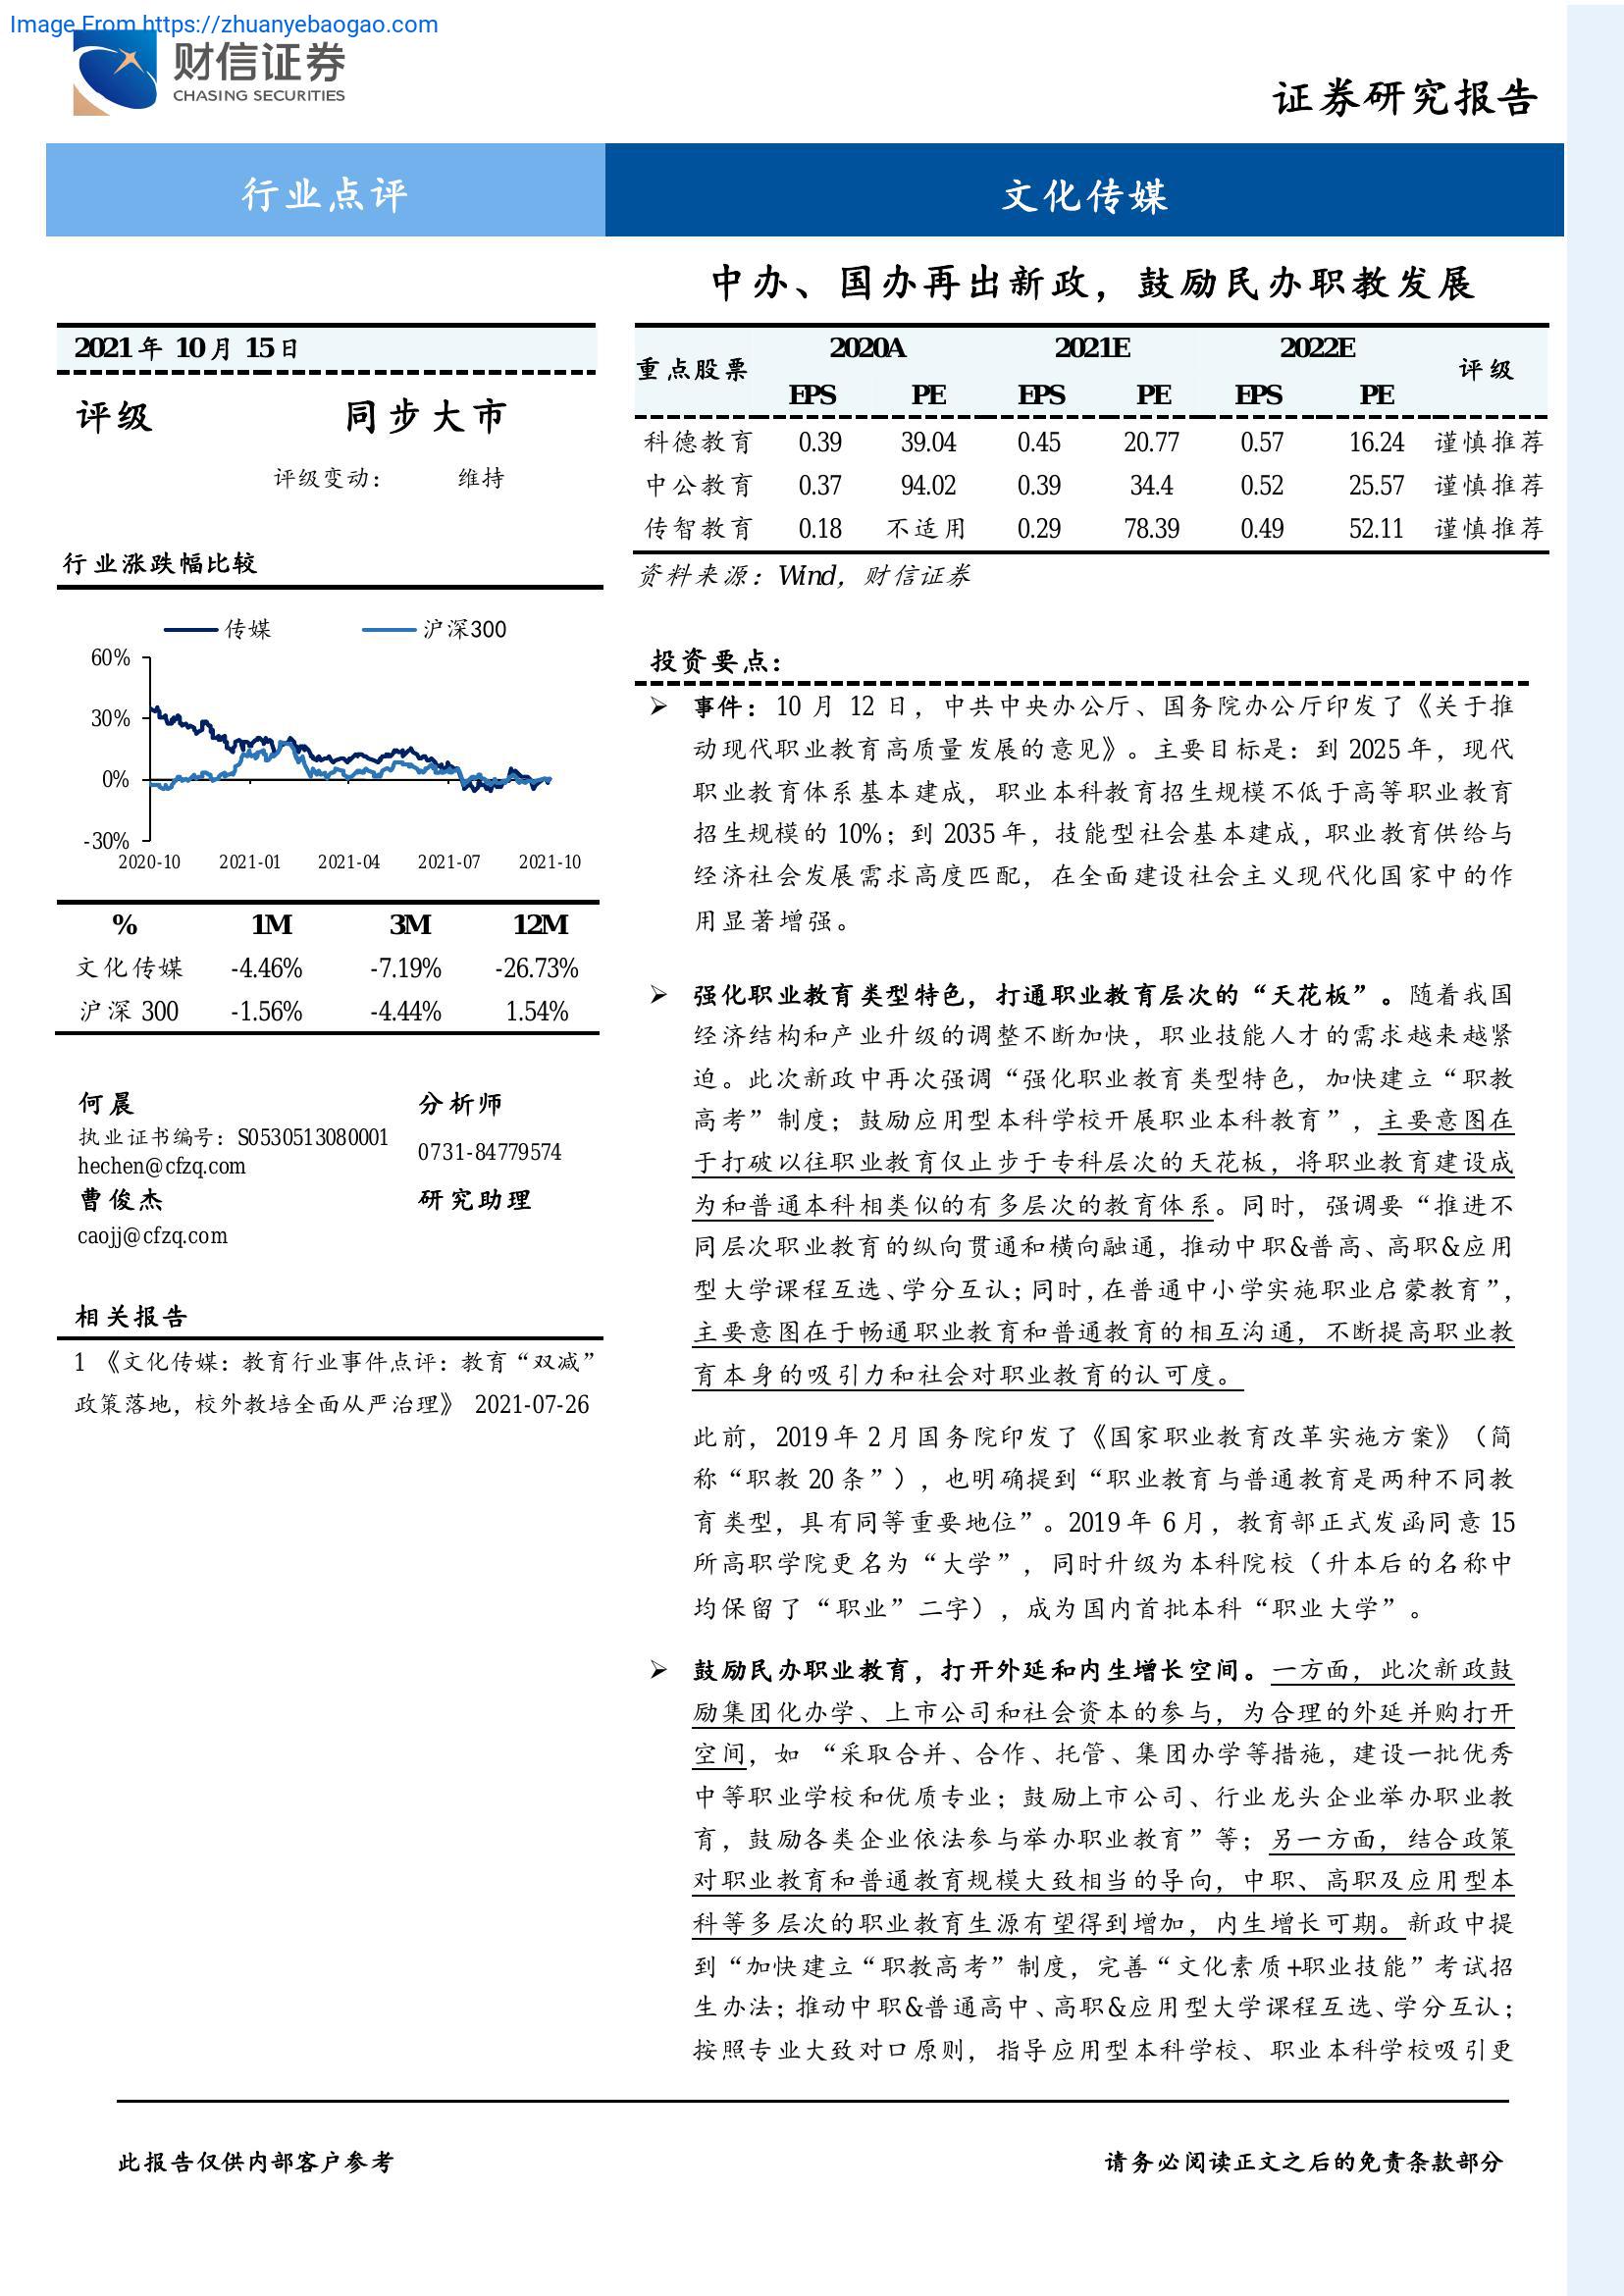 Image From https://zhuanyebaogao.com
财信证券
CHASING SECURITIES
证券研究报告
行业点评
文化传媒
中办、国办再出新政，鼓励民办职教发展
2021年 10月 15日
评级 同步大市
评级变动： 维持
行业涨跌幅比较
传媒 沪深300
60%
30%
0%
-30%
2020-10 2021-01 2021-04 2021-07 2021-10
% 1M 3M 12M
文化传媒 -4.46% -7.19% -26.73%
沪深 300 -1.56% -4.44% 1.54%
何晨 分析师
执业证书编号：S0530513080001
0731-84779574
hechen@cfzq.com
曹俊杰 研究助理
caojj@cfzq.com
相关报告
1 《文化传媒：教育行业事件点评：教育“双减”
政策落地，校外教培全面从严治理》 2021-07-26
重点股票 2020A 2021E 2022E 评级
EPS PE EPS PE EPS PE
科德教育 0.39 39.04 0.45 20.77 0.57 16.24 谨慎推荐
中公教育 0.37 94.02 0.39 34.4 0.52 25.57 谨慎推荐
传智教育 0.18 不适用 0.29 78.39 0.49 52.11 谨慎推荐
资料来源：Wind，财信证券
投资要点：
➢ 事件：10 月 12 日，中共中央办公厅、国务院办公厅印发了《关于推
动现代职业教育高质量发展的意见》。主要目标是：到 2025 年，现代
职业教育体系基本建成，职业本科教育招生规模不低于高等职业教育
招生规模的 10%；到 2035 年，技能型社会基本建成，职业教育供给与
经济社会发展需求高度匹配，在全面建设社会主义现代化国家中的作
用显著增强。
➢ 强化职业教育类型特色，打通职业教育层次的“天花板”。随着我国
经济结构和产业升级的调整不断加快，职业技能人才的需求越来越紧
迫。此次新政中再次强调“强化职业教育类型特色，加快建立“职教
高考”制度；鼓励应用型本科学校开展职业本科教育”，主要意图在
于打破以往职业教育仅止步于专科层次的天花板，将职业教育建设成
为和普通本科相类似的有多层次的教育体系。同时，强调要“推进不
同层次职业教育的纵向贯通和横向融通，推动中职&普高、高职&应用
型大学课程互选、学分互认；同时，在普通中小学实施职业启蒙教育”，
主要意图在于畅通职业教育和普通教育的相互沟通，不断提高职业教
育本身的吸引力和社会对职业教育的认可度。
此前，2019 年 2 月国务院印发了《国家职业教育改革实施方案》（简
称“职教 20 条”），也明确提到“职业教育与普通教育是两种不同教
育类型，具有同等重要地位”。2019 年 6 月，教育部正式发函同意 15
所高职学院更名为“大学”，同时升级为本科院校（升本后的名称中
均保留了“职业”二字），成为国内首批本科“职业大学”。
➢ 鼓励民办职业教育，打开外延和内生增长空间。一方面，此次新政鼓
励集团化办学、上市公司和社会资本的参与，为合理的外延并购打开
空间，如 “采取合并、合作、托管、集团办学等措施，建设一批优秀
中等职业学校和优质专业；鼓励上市公司、行业龙头企业举办职业教
育，鼓励各类企业依法参与举办职业教育”等；另一方面，结合政策
对职业教育和普通教育规模大致相当的导向，中职、高职及应用型本
科等多层次的职业教育生源有望得到增加，内生增长可期。新政中提
到“加快建立“职教高考”制度，完善“文化素质+职业技能”考试招
生办法；推动中职&普通高中、高职&应用型大学课程互选、学分互认；
按照专业大致对口原则，指导应用型本科学校、职业本科学校吸引更
此报告仅供内部客户参考
请务必阅读正文之后的免责条款部分